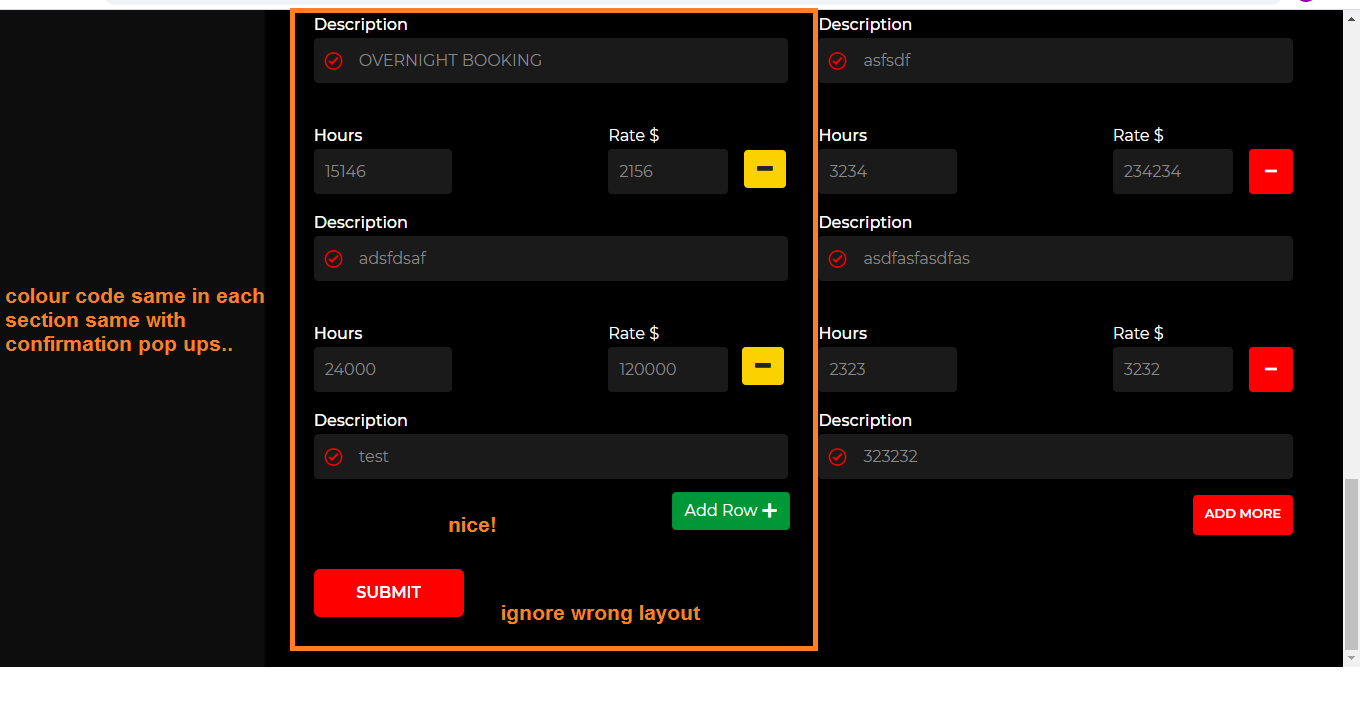 Description
OVERNIGHT BOOKING
Hours
Rate $
15146
2156
Description
adsfdsaf
Hours
Rate $
24000
120000
Description
test
Add Row
SUBMIT
Description
asfsdf
Hours
Rate $
3234
234234
Description
asdfasfasdfas
Hours
Rate $
2323
3232
Description
323232
ADD MORE
colour code same in each
section same with
confirmation pop ups..
nice!
ignore wrong layout